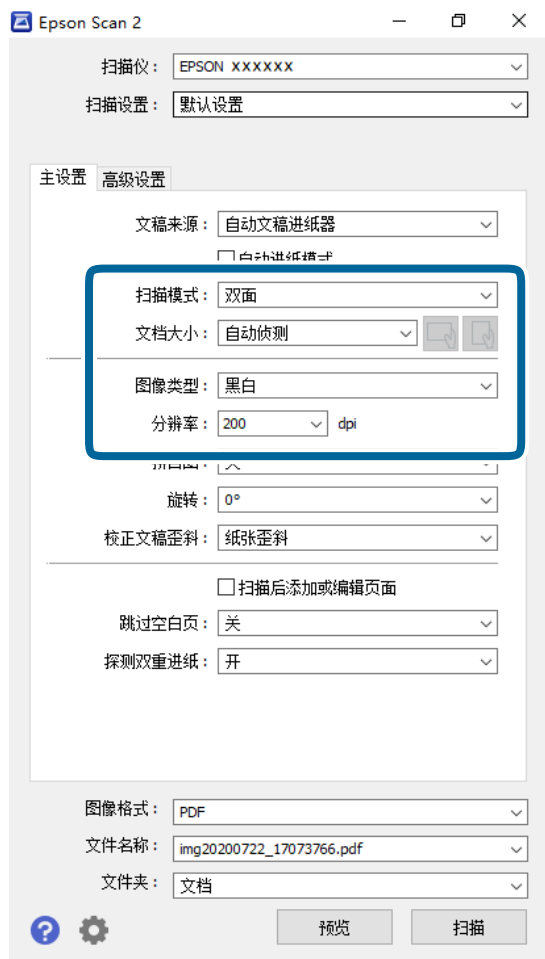 Epson Scan 2
扫描仪： EPSON XXXXXX
扫描设置： 默认设置
主设置 高级设置
文稿来源： 自动文稿进纸器
自动进纸模式
扫描模式： 双面
文档大小： 自动侦测
图像类型： 黑白
分辨率： 200 dpi
旋转： 0°
校正文稿歪斜： 纸张歪斜
扫描后添加或编辑页面
跳过空白页： 关
探测双重进纸： 开
图像格式： PDF
文件名称： img20200722_17073766.pdf
文件夹： 文档
? 预览 扫描